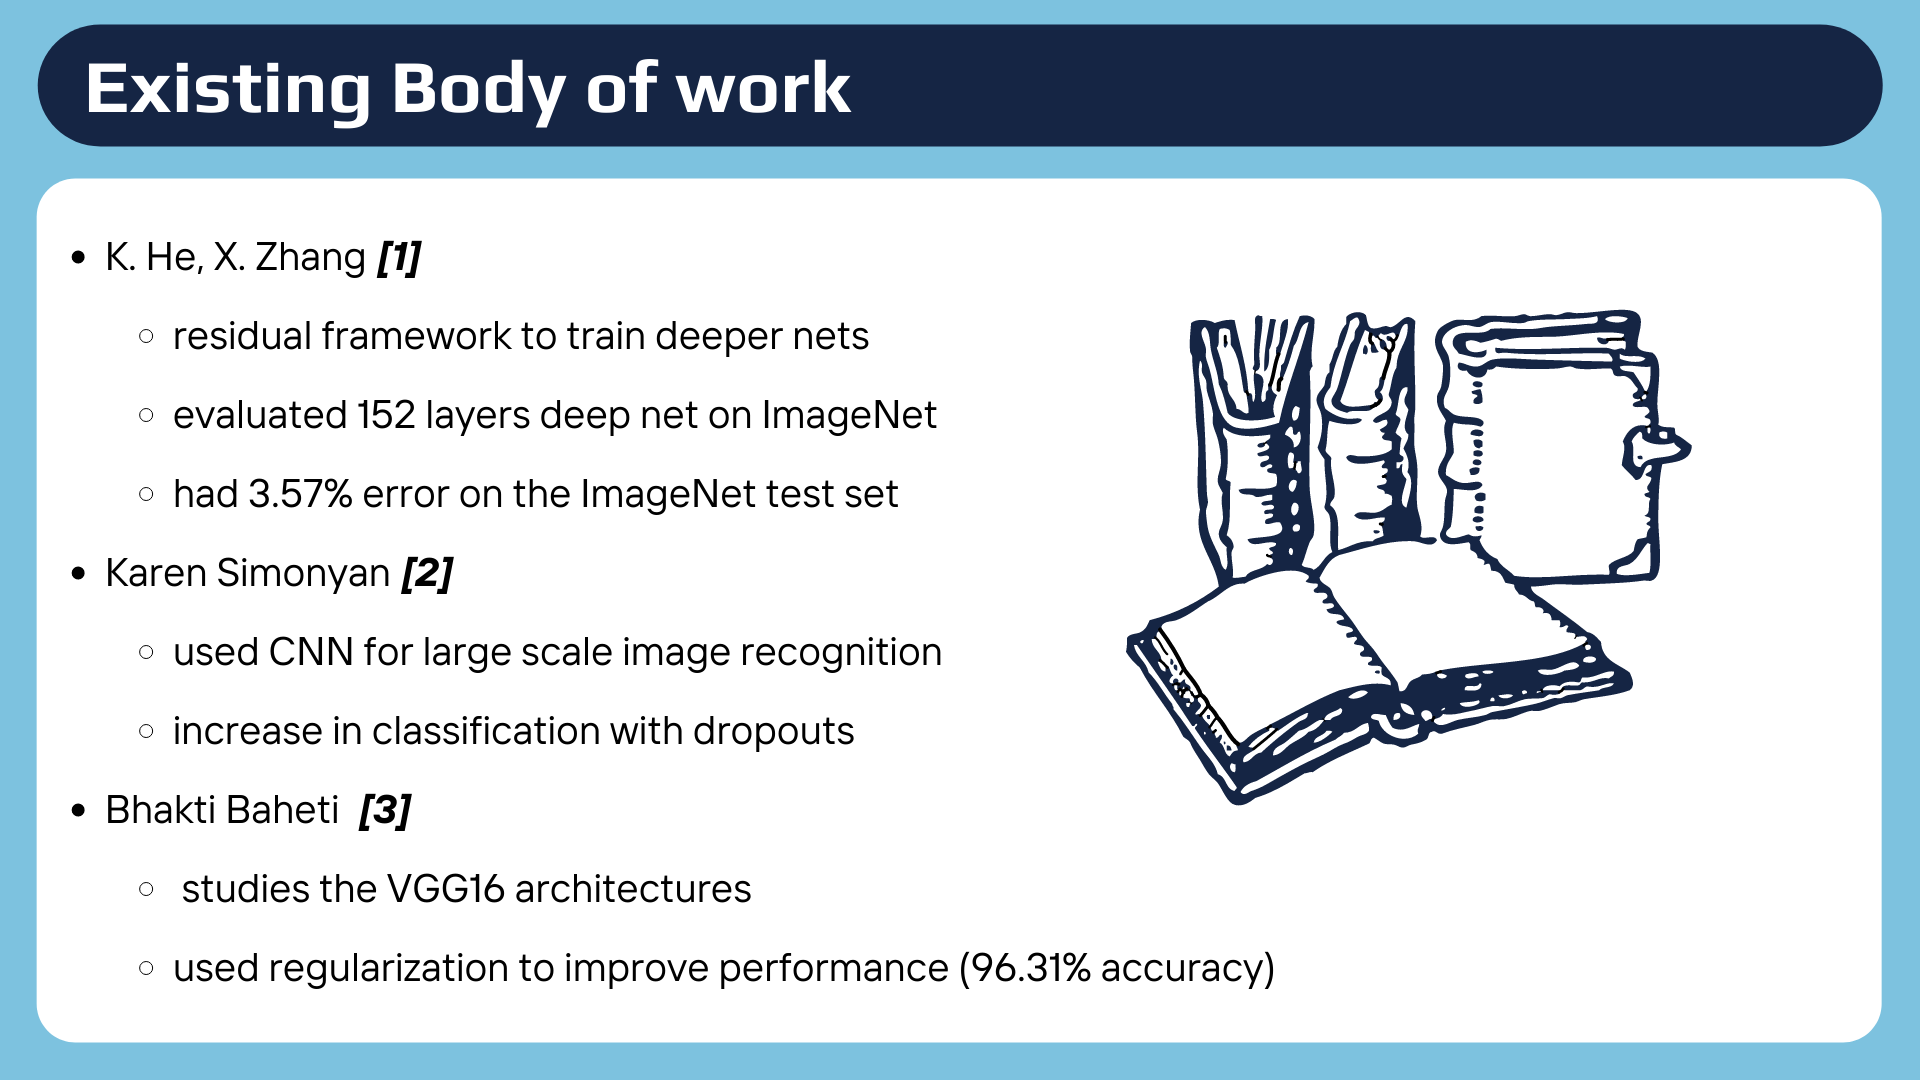 Existing Body of work
• K. He, X. Zhang [1]
○ residual framework to train deeper nets
○ evaluated 152 layers deep net on ImageNet
○ had 3.57% error on the ImageNet test set
• Karen Simonyan [2]
○ used CNN for large scale image recognition
○ increase in classification with dropouts
• Bhakti Baheti [3]
○ studies the VGG16 architectures
○ used regularization to improve performance (96.31% accuracy)